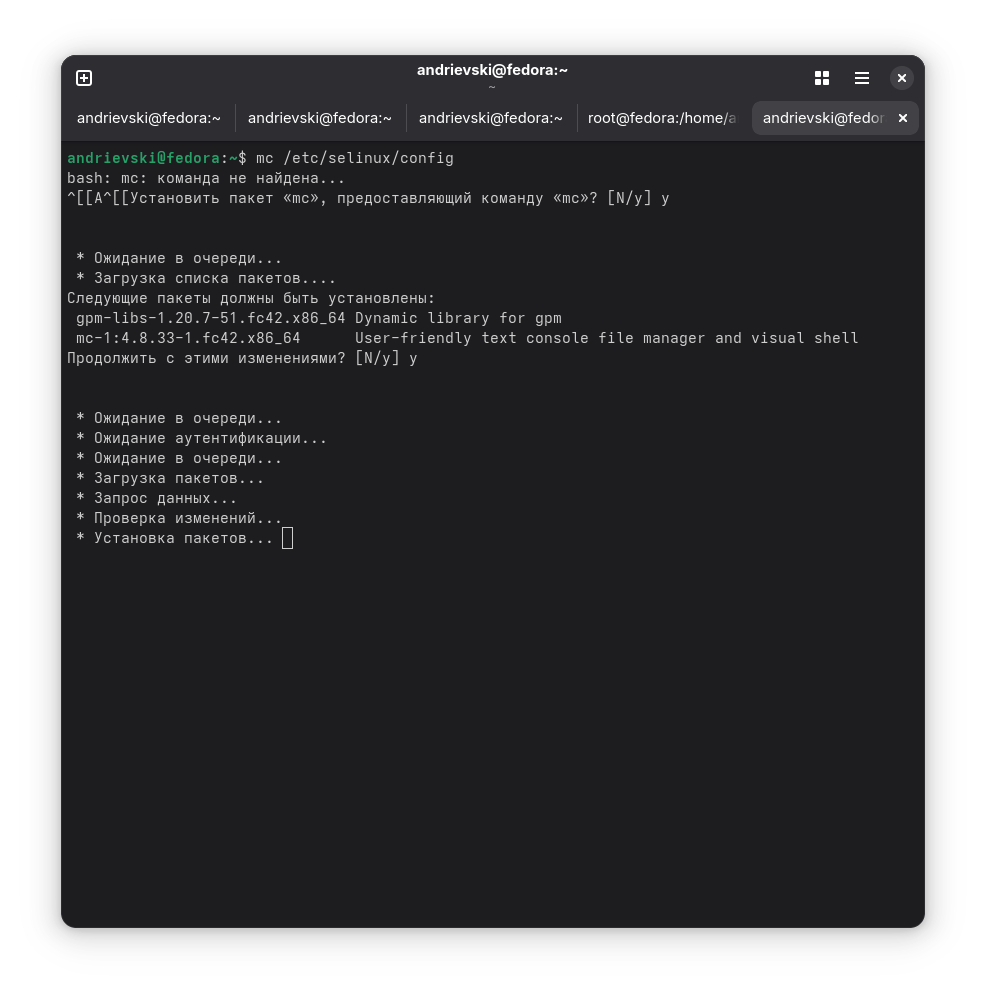 andrievski@fedora:~
~
andrievski@fedora:~ andrievski@fedora:~ andrievski@fedora:~ root@fedora:/home/a andrievski@fedor
andrievski@fedora:~$ mc /etc/selinux/config
bash: mc: команда не найдена...
^[[A^[[Установить пакет «mc», предоставляющий команду «mc»? [N/y] y
* Ожидание в очереди...
* Загрузка списка пакетов....
Следующие пакеты должны быть установлены:
gpm-libs-1.20.7-51.fc42.x86_64 Dynamic library for gpm
mc-1:4.8.33-1.fc42.x86_64      User-friendly text console file manager and visual shell
Продолжить с этими изменениями? [N/y] y
* Ожидание в очереди...
* Ожидание аутентификации...
* Ожидание в очереди...
* Загрузка пакетов...
* Запрос данных...
* Проверка изменений...
* Установка пакетов...